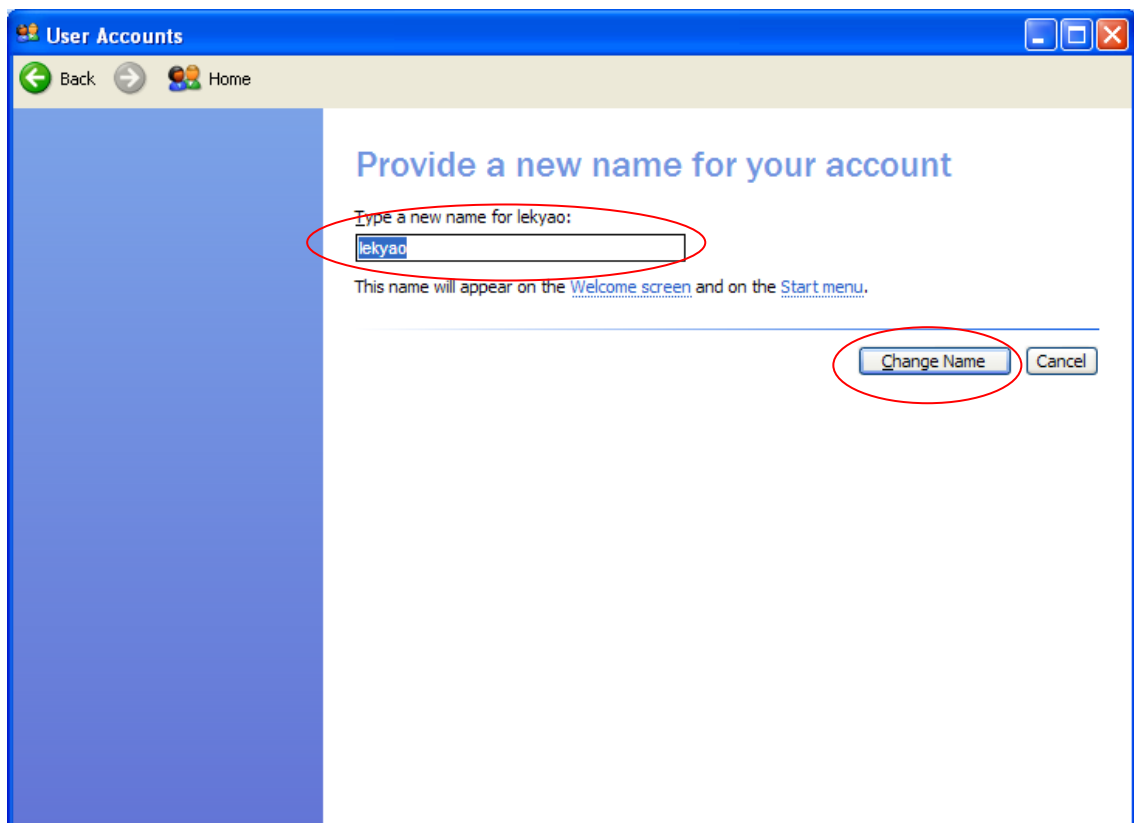 User Accounts
Back Home
Provide a new name for your account
Type a new name for lekyao:
lekyao
This name will appear on the Welcome screen and on the Start menu.
Change Name Cancel